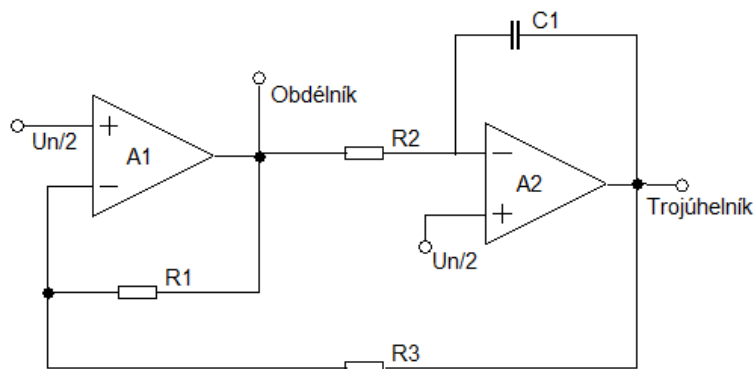 C1
Obdélník
Un/2
+
A1
−
R2
−
A2
+
Trojúhelník
Un/2
R1
R3